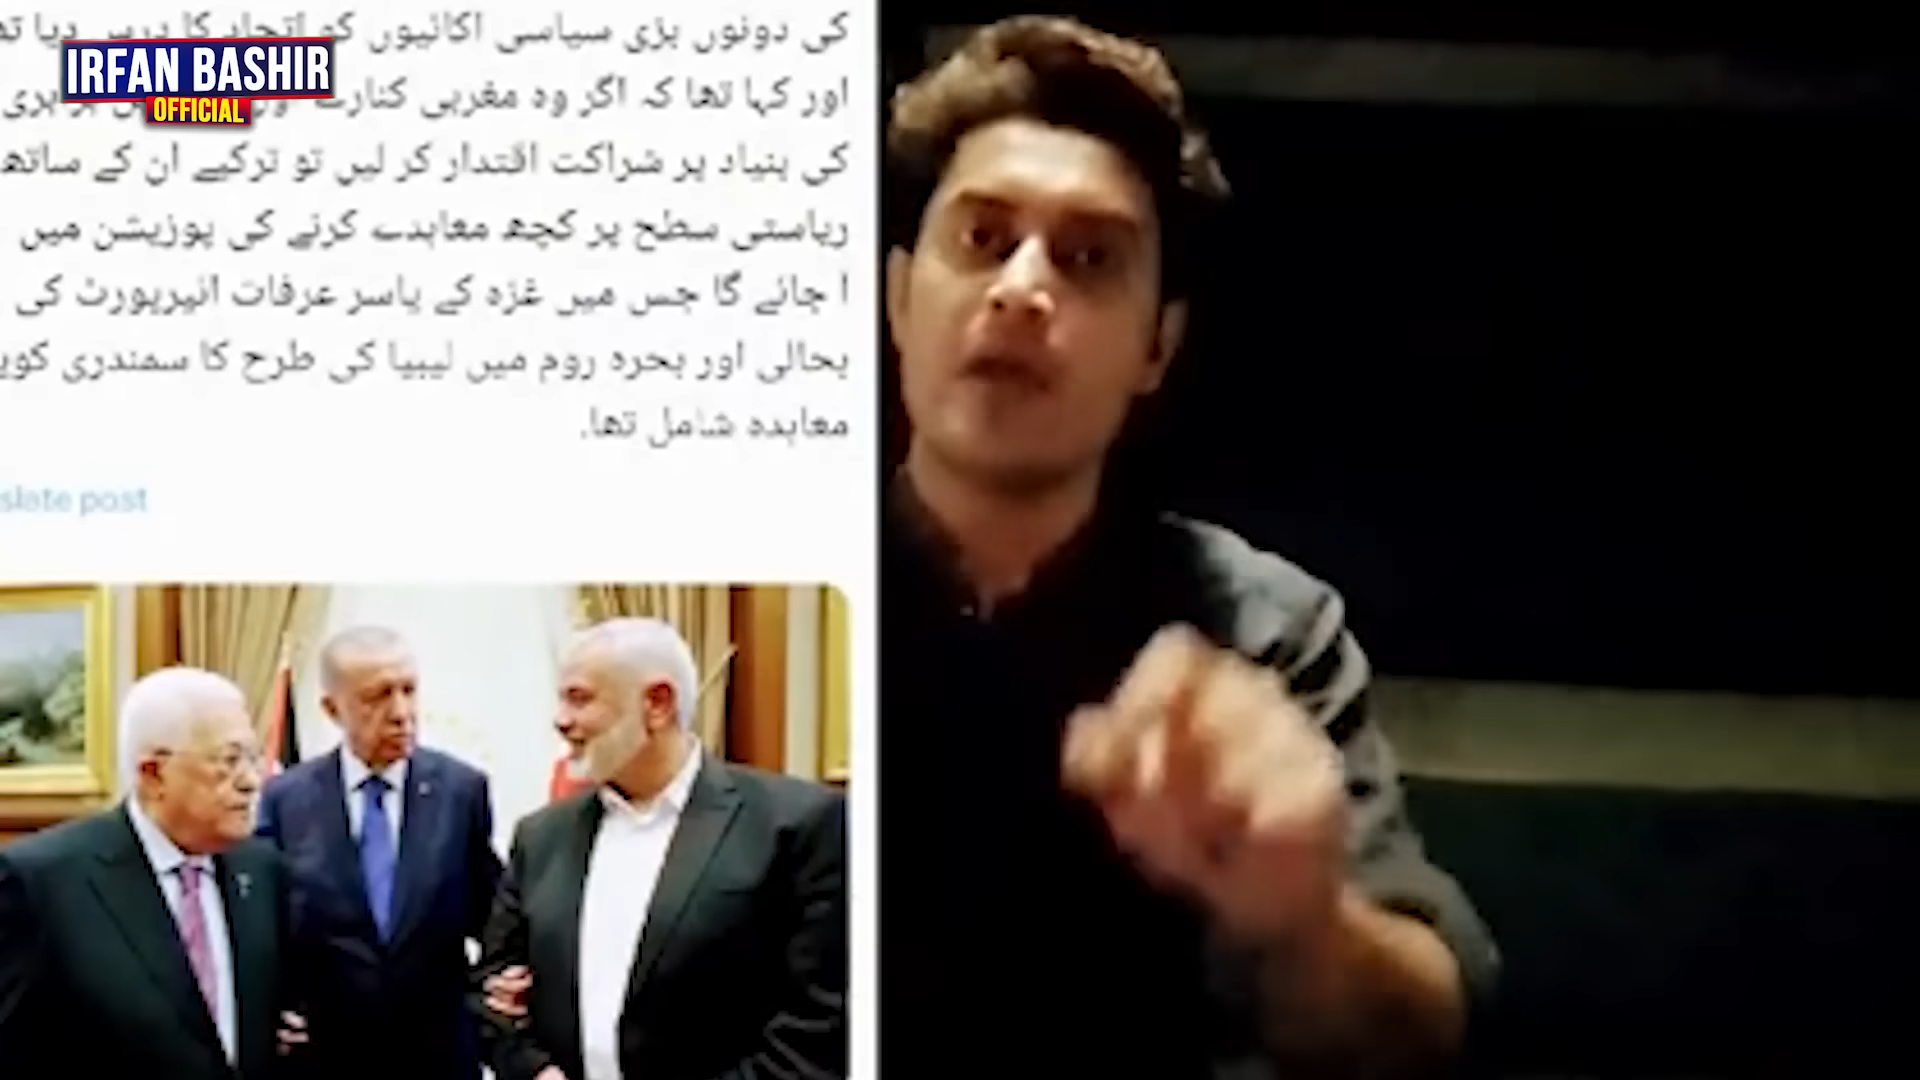 کی دونوں بڑی سیاسی اکائیوں کو اتحاد کا درس دیا
IRFAN BASHIR
OFFICIAL
اور کہا تھا کہ اگر وہ مغربی کنارے
کی بنیاد پر شراکت اقتدار کر لیں تو ترکیے ان کے ساتھ
ریاستی سطح پر کچھ معاہدے کرنے کی پوزیشن میں
آ جائے گا جس میں غزہ کے یاسر عرفات ائیرپورٹ کی
بحالی اور بحرہ روم میں لیبیا کی طرح کا سمندری
معاہدہ شامل تھا۔
slate post